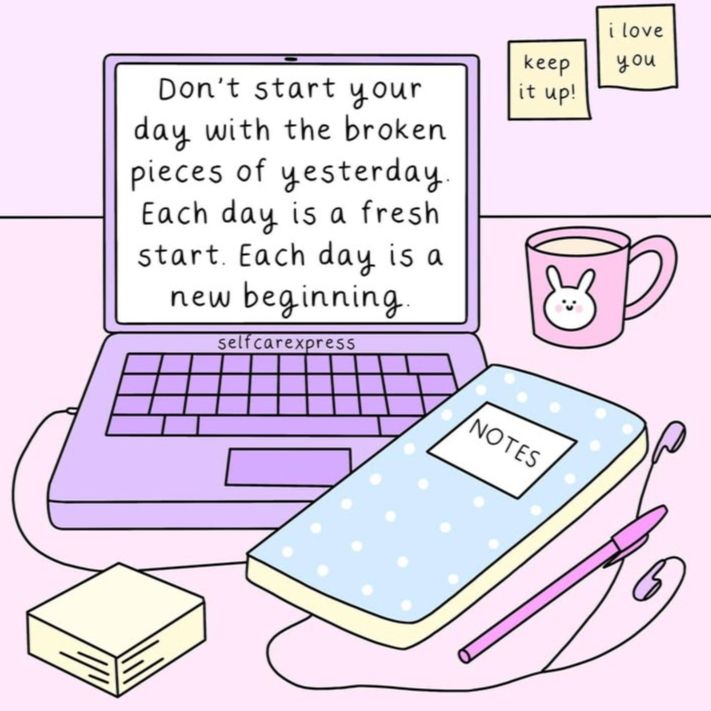 Don't start your
day with the broken
pieces of yesterday.
Each day is a fresh
start. Each day is a
new beginning.
selfcarexpress
keep
it up!
i love
you
NOTES